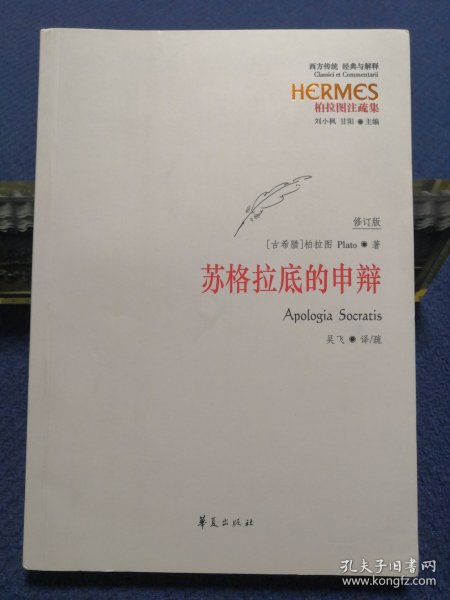 西方传统 经典与解释
Classici et Commentarii
HERMES
柏拉图注疏集
刘小枫 甘阳◉主编
修订版
[古希腊]柏拉图 Plato ◉ 著
苏格拉底的申辩
Apologia Socratis
吴飞 ◉ 译/疏
华夏出版社
孔夫子旧书网
www.kongfz.com